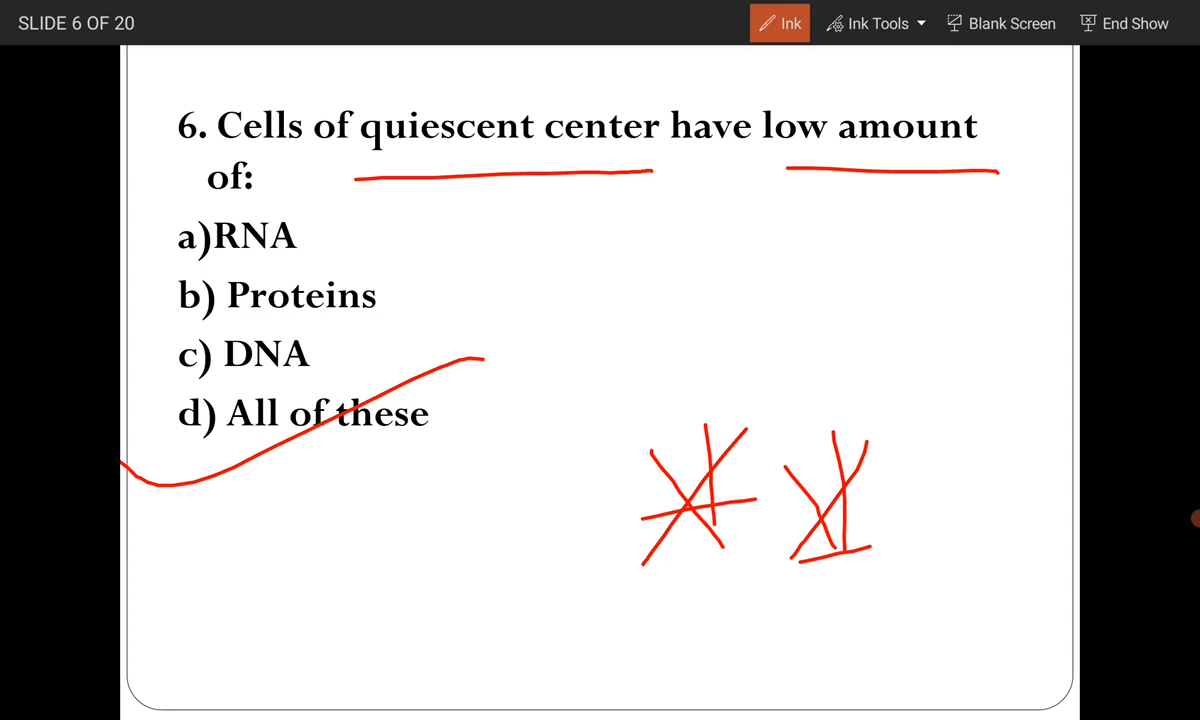 SLIDE 6 OF 20
Ink
Ink Tools
Blank Screen
End Show
6. Cells of quiescent center have low amount
of:
a)RNA
b) Proteins
c) DNA
d) All of these